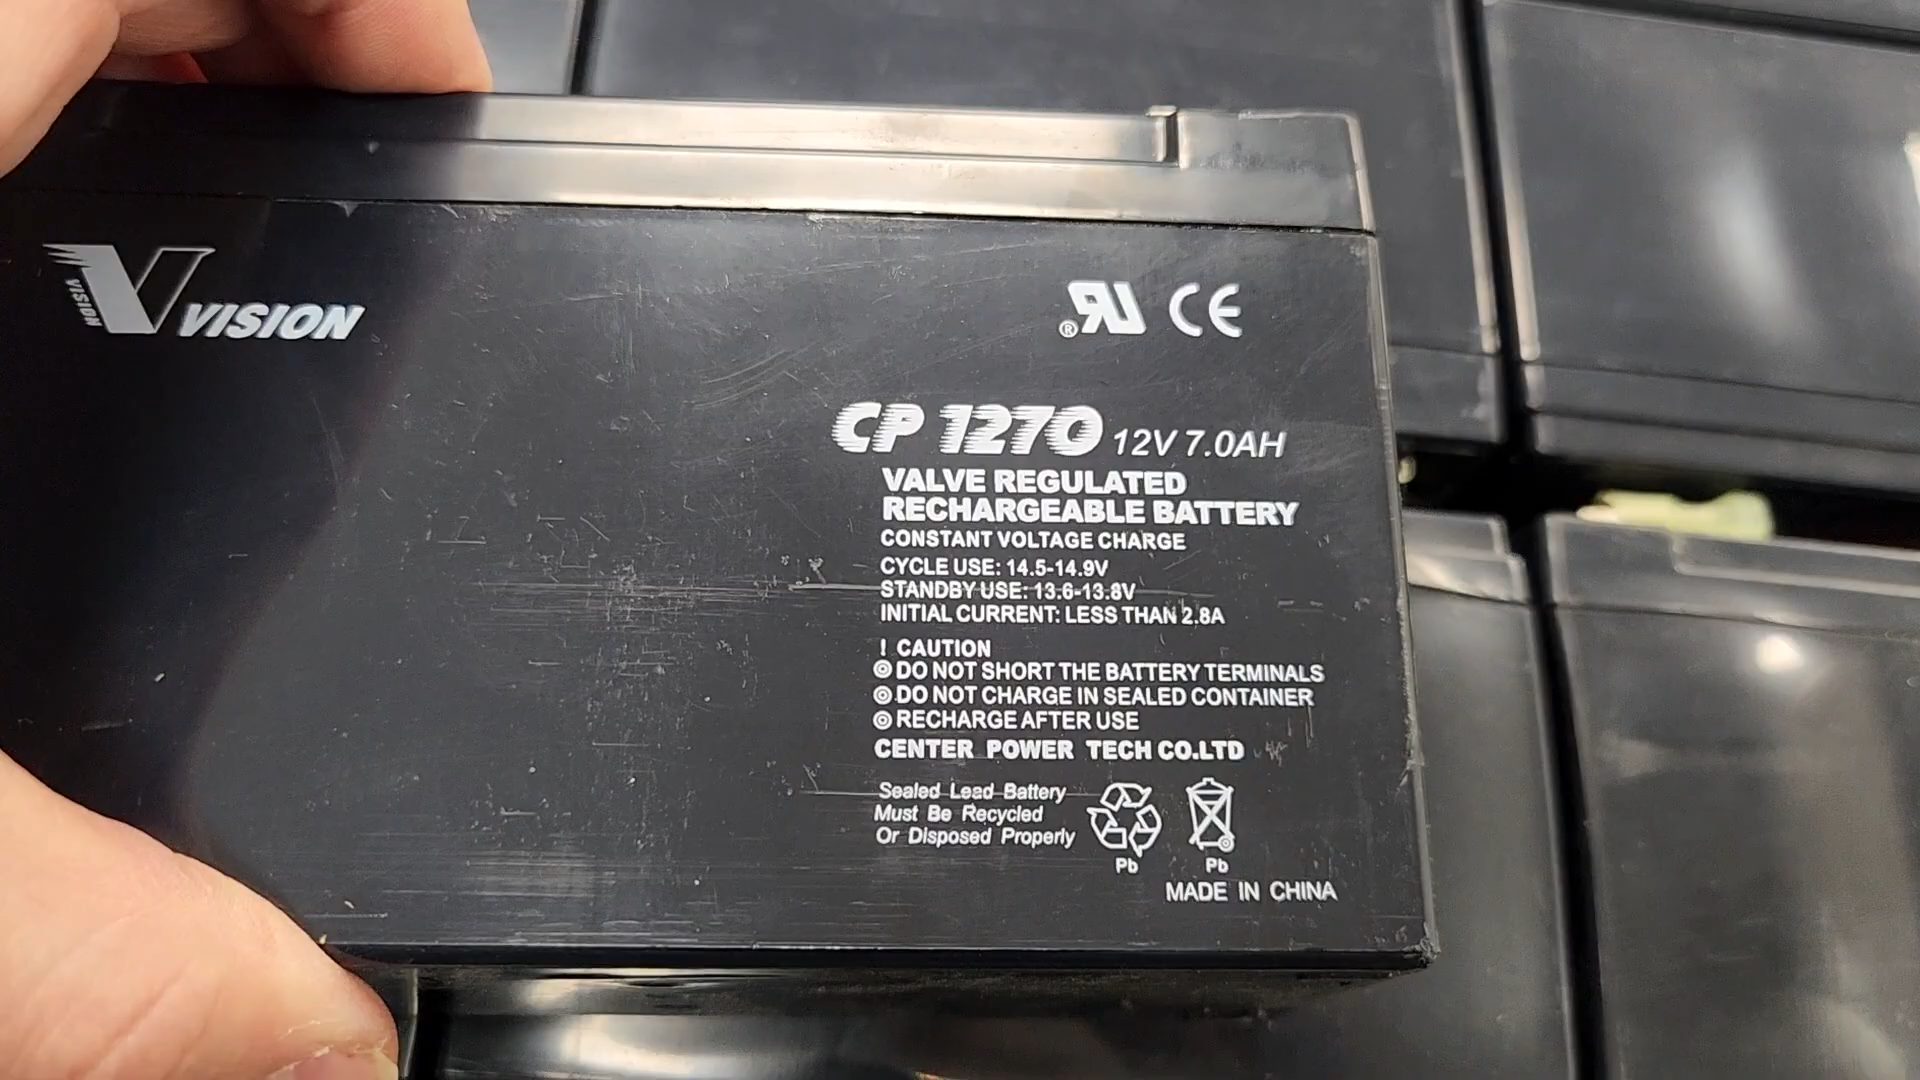 VISION
VISION
® RU CE
CP 1270 12V 7.0AH
VALVE REGULATED
RECHARGEABLE BATTERY
CONSTANT VOLTAGE CHARGE
CYCLE USE: 14.5-14.9V
STANDBY USE: 13.6-13.8V
INITIAL CURRENT: LESS THAN 2.8A
! CAUTION
◎ DO NOT SHORT THE BATTERY TERMINALS
◎ DO NOT CHARGE IN SEALED CONTAINER
◎ RECHARGE AFTER USE
CENTER POWER TECH CO.LTD
Sealed Lead Battery
Must Be Recycled
Or Disposed Properly
Pb Pb
MADE IN CHINA